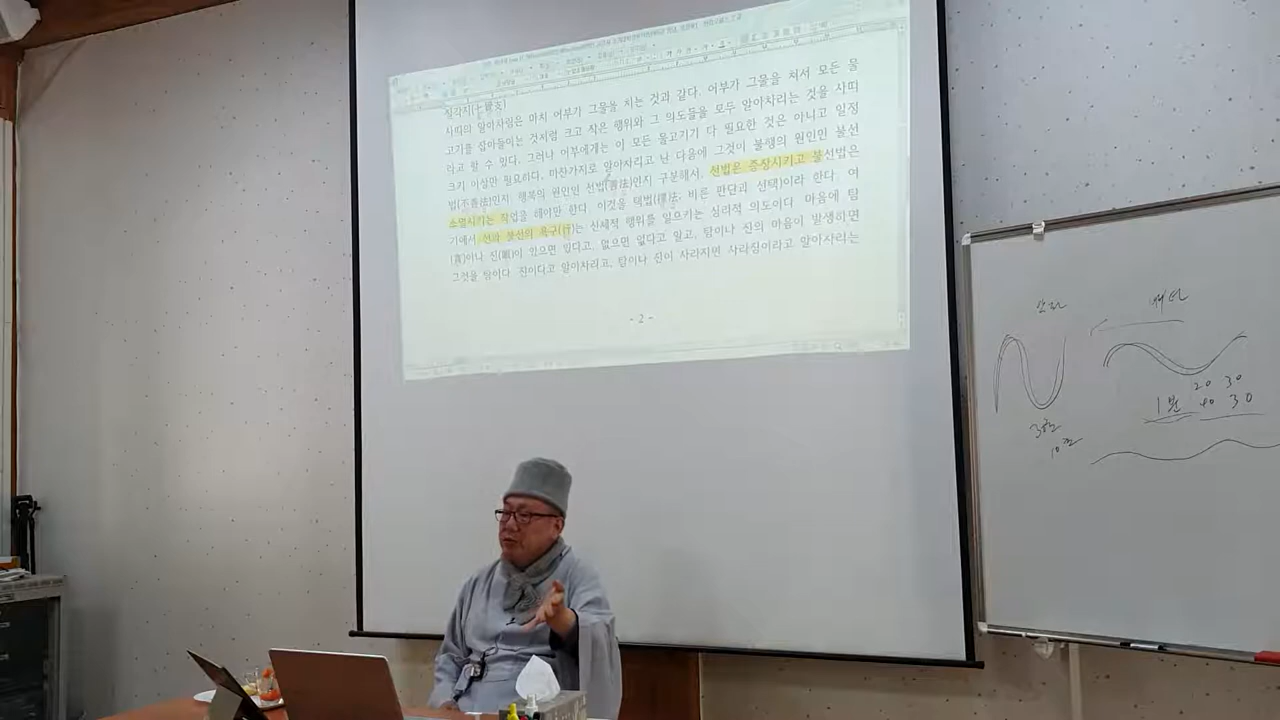 칠각지(七覺支)
사띠의 알아차림은 마치 어부가 그물을 치는 것과 같다. 어부가 그물을 쳐서 모든 물
고기를 잡아들이는 것처럼 크고 작은 행위와 그 의도들을 모두 알아차리는 것을 사띠
라고 할 수 있다. 그러나 어부에게는 이 모든 물고기가 다 필요한 것은 아니고 일정
크기 이상만 필요하다. 마찬가지로 알아차리고 난 다음에 그것이 불행의 원인인 불선
법(不善法)인지 행복의 원인인 선법(善法)인지 구분해서, 선법은 증장시키고 불선법은
소멸시키는 작업을 해야만 한다. 이것을 택법(擇法, 바른 판단과 선택)이라 한다. 여
기에서 선과 불선의 욕구(行)는 신세적 행위를 일으키는 심리적 의도이다. 마음에 탐
(貪)이나 진(瞋)이 있으면 있다고, 없으면 없다고 알고, 탐이나 진의 마음이 발생하면
그것을 탐이다 진이다고 알아차리고, 탐이나 진이 사라지면 사라짐이라고 알아차리는
- 2 -
20 30
1분 40 30
10초